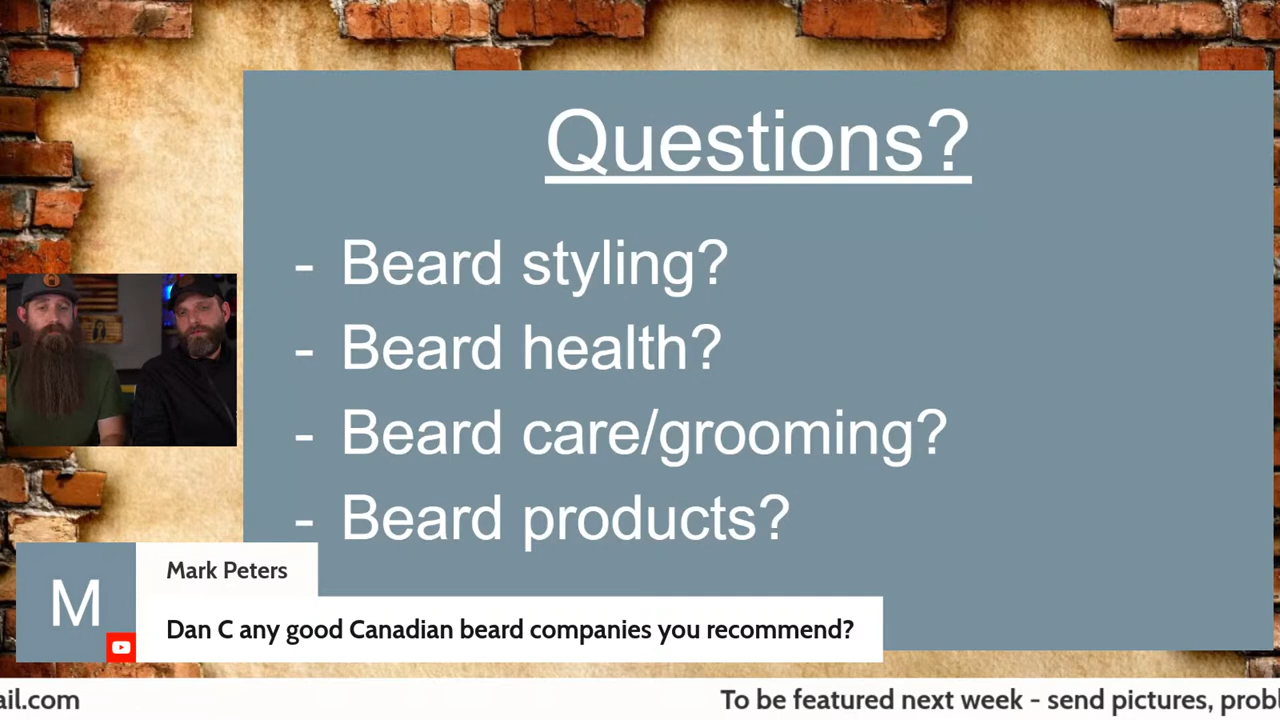 Questions?
- Beard styling?
- Beard health?
- Beard care/grooming?
- Beard products?
M
Mark Peters
Dan C any good Canadian beard companies you recommend?
ail.com
To be featured next week - send pictures, probl